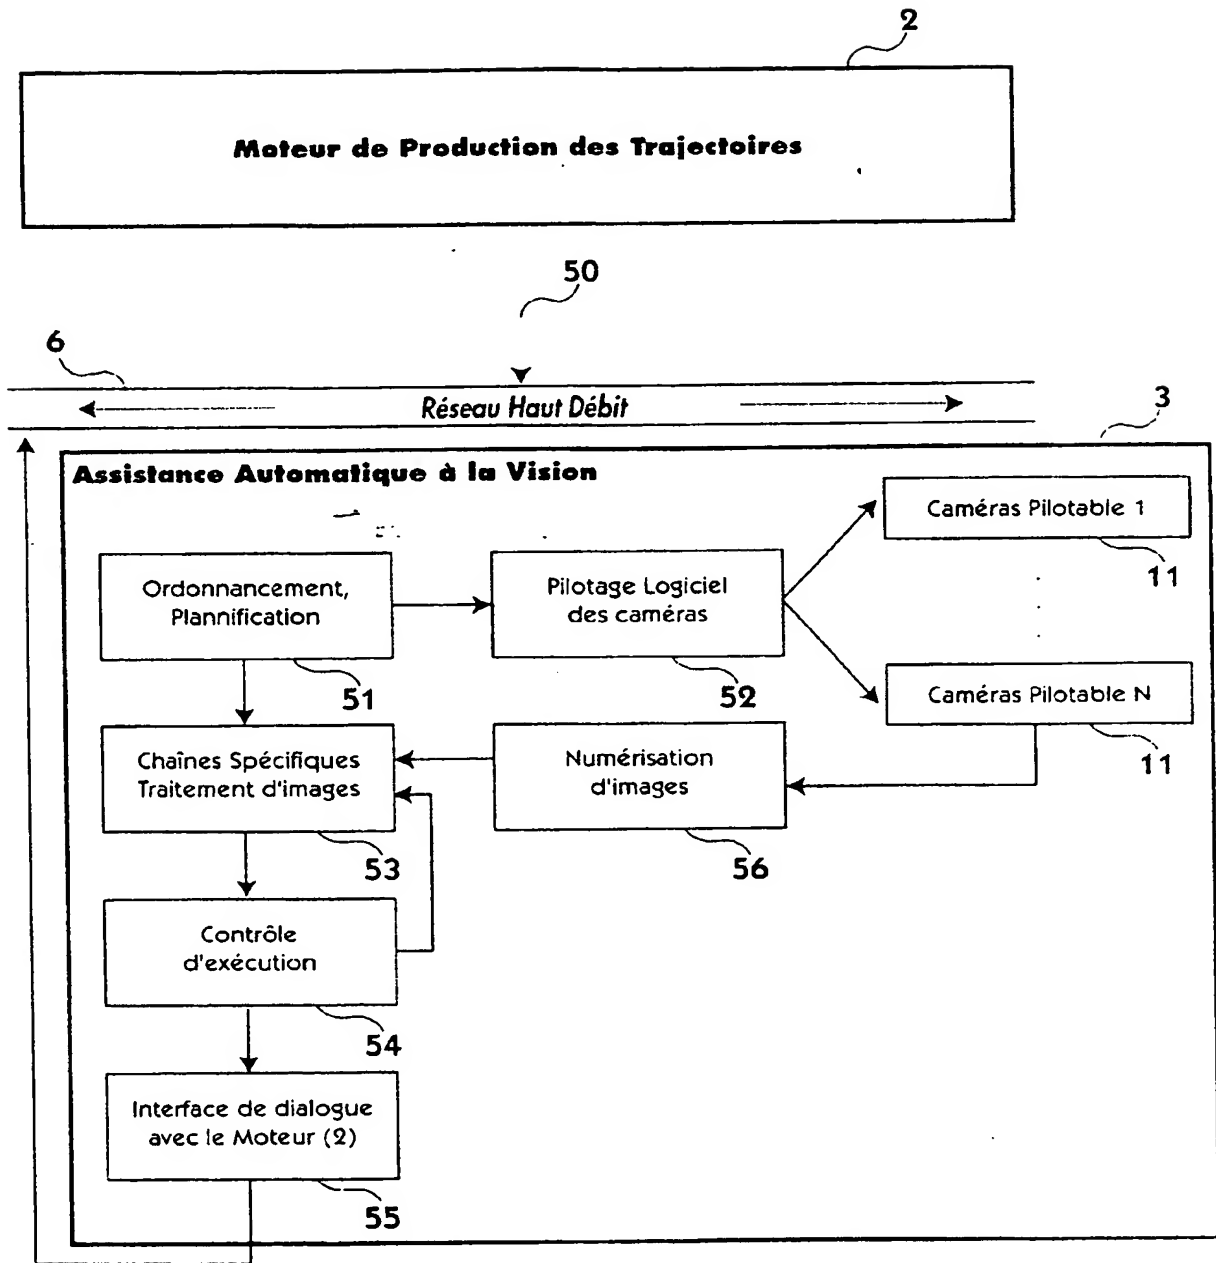 2
Moteur de Production des Trajectoires
50
6
Réseau Haut Débit
3
Assistance Automatique à la Vision
Caméras Pilotable 1
11
Ordonnancement,
Plannification
51
Pilotage Logiciel
des caméras
52
Caméras Pilotable N
11
Chaînes Spécifiques
Traitement d'images
53
Numérisation
d'images
56
Contrôle
d'exécution
54
Interface de dialogue
avec le Moteur (2)
55